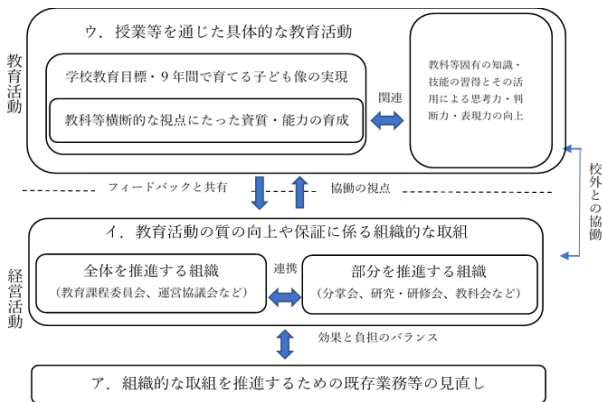 ウ．授業等を通じた具体的な教育活動
教育活動
学校教育目標・９年間で育てる子ども像の実現
教科等横断的な視点にたった資質・能力の育成
関連
教科等固有の知識・
技能の習得とその活
用による思考力・判
断力・表現力の向上
フィードバックと共有
協働の視点
校外との協働
イ．教育活動の質の向上や保証に係る組織的な取組
経営活動
全体を推進する組織
（教育課程委員会、運営協議会など）
連携
部分を推進する組織
（分掌会、研究・研修会、教科会など）
効果と負担のバランス
ア．組織的な取組を推進するための既存業務等の見直し